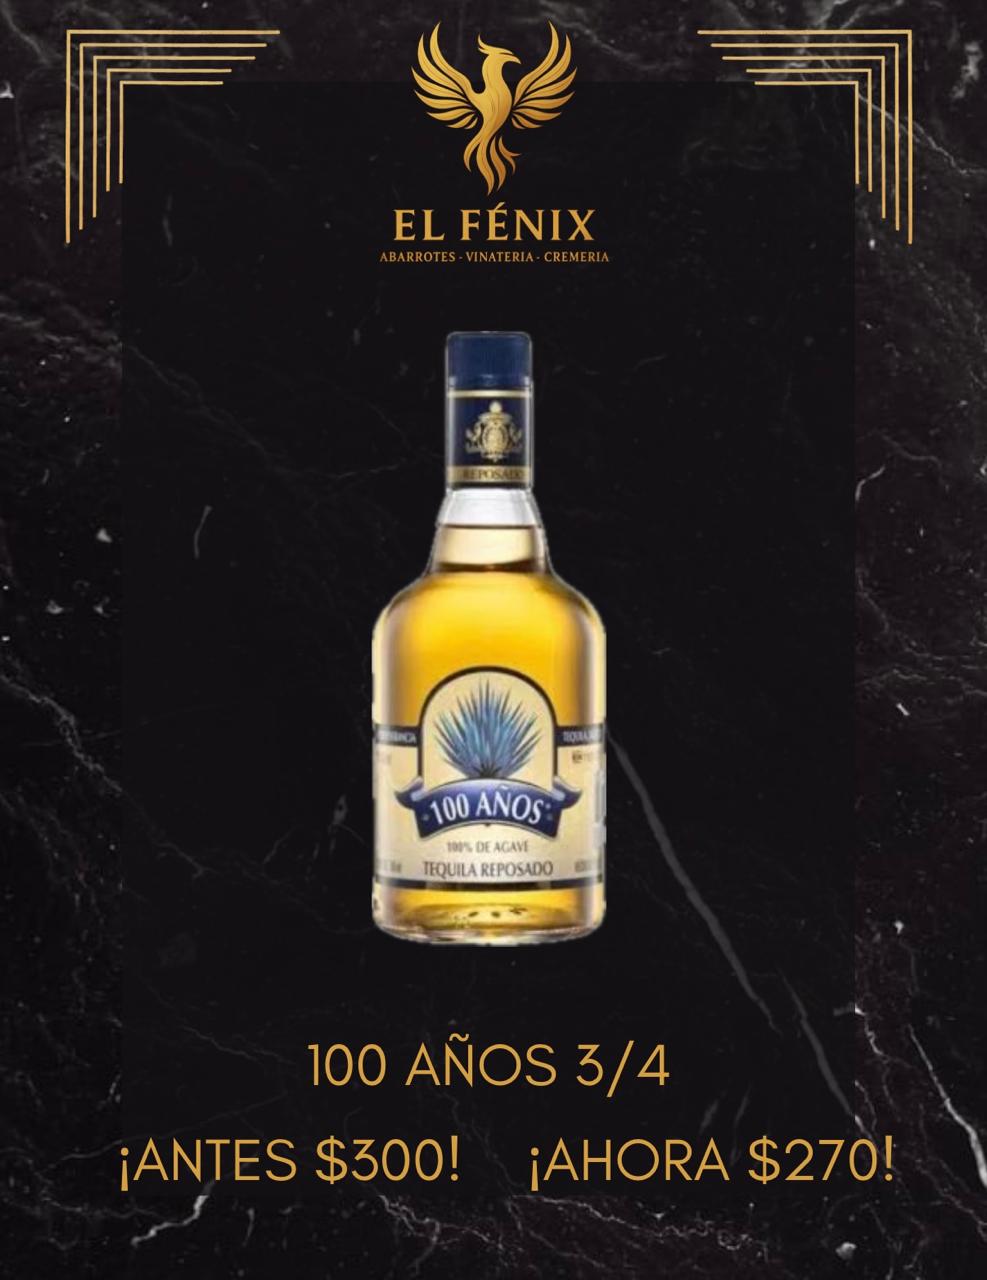 EL FÉNIX
ABARROTES - VINATERIA - CREMERIA
REPOSADO
100 AÑOS
100% DE AGAVE
TEQUILA REPOSADO
100 AÑOS 3/4
¡ANTES $300! ¡AHORA $270!